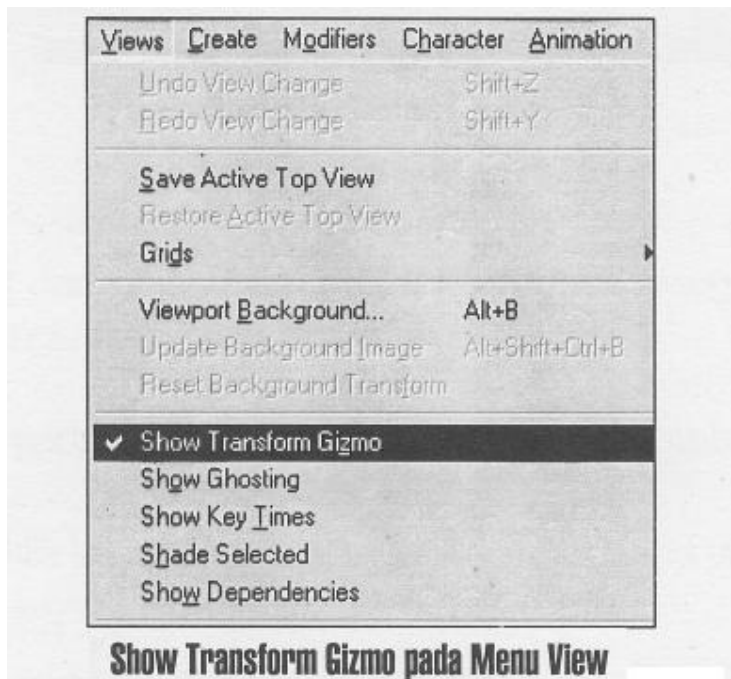 Views Create Modifiers Character Animation
Undo View Change Shift+Z
Redo View Change Shift+Y
Save Active Top View
Restore Active Top View
Grids
Viewport Background... Alt+B
Update Background Image Alt+Shift+Ctrl+B
Reset Background Transform
Show Transform Gizmo
Show Ghosting
Show Key Times
Shade Selected
Show Dependencies
Show Transform Gizmo pada Menu View